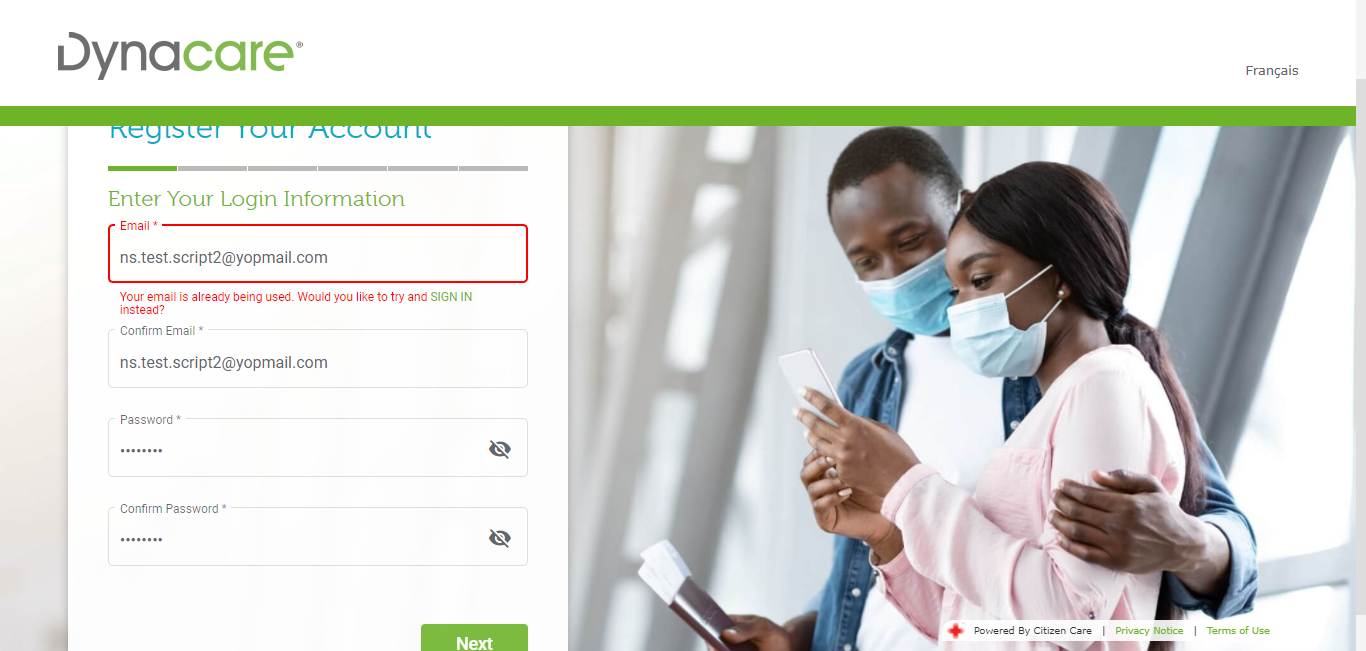 Dynacare®
Français
Register Your Account
Enter Your Login Information
Email *
ns.test.script2@yopmail.com
Your email is already being used. Would you like to try and SIGN IN
instead?
Confirm Email *
ns.test.script2@yopmail.com
Password *
••••••••
Confirm Password *
••••••••
Next
Powered By Citizen Care | Privacy Notice | Terms of Use